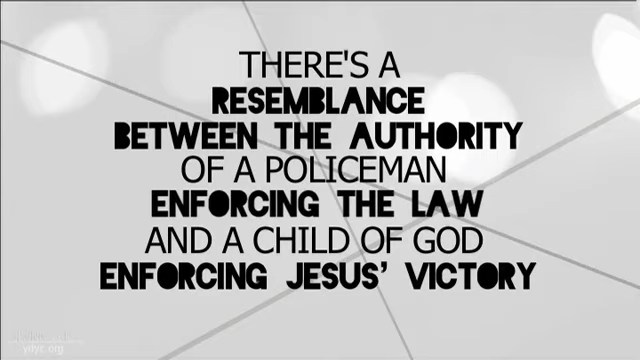 THERE'S A
RESEMBLANCE
BETWEEN THE AUTHORITY
OF A POLICEMAN
ENFORCING THE LAW
AND A CHILD OF GOD
ENFORCING JESUS' VICTORY